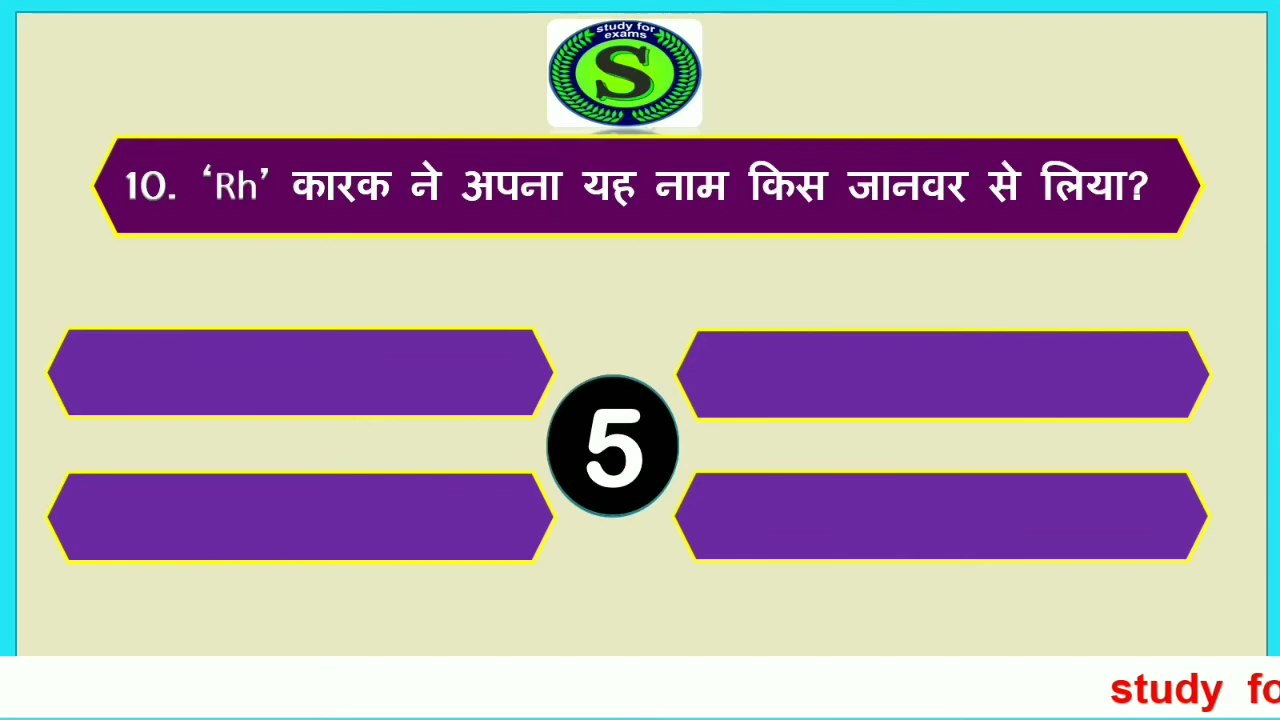 study for
exams
S
10. ‘Rh’ कारक ने अपना यह नाम किस जानवर से लिया?
5
study fo